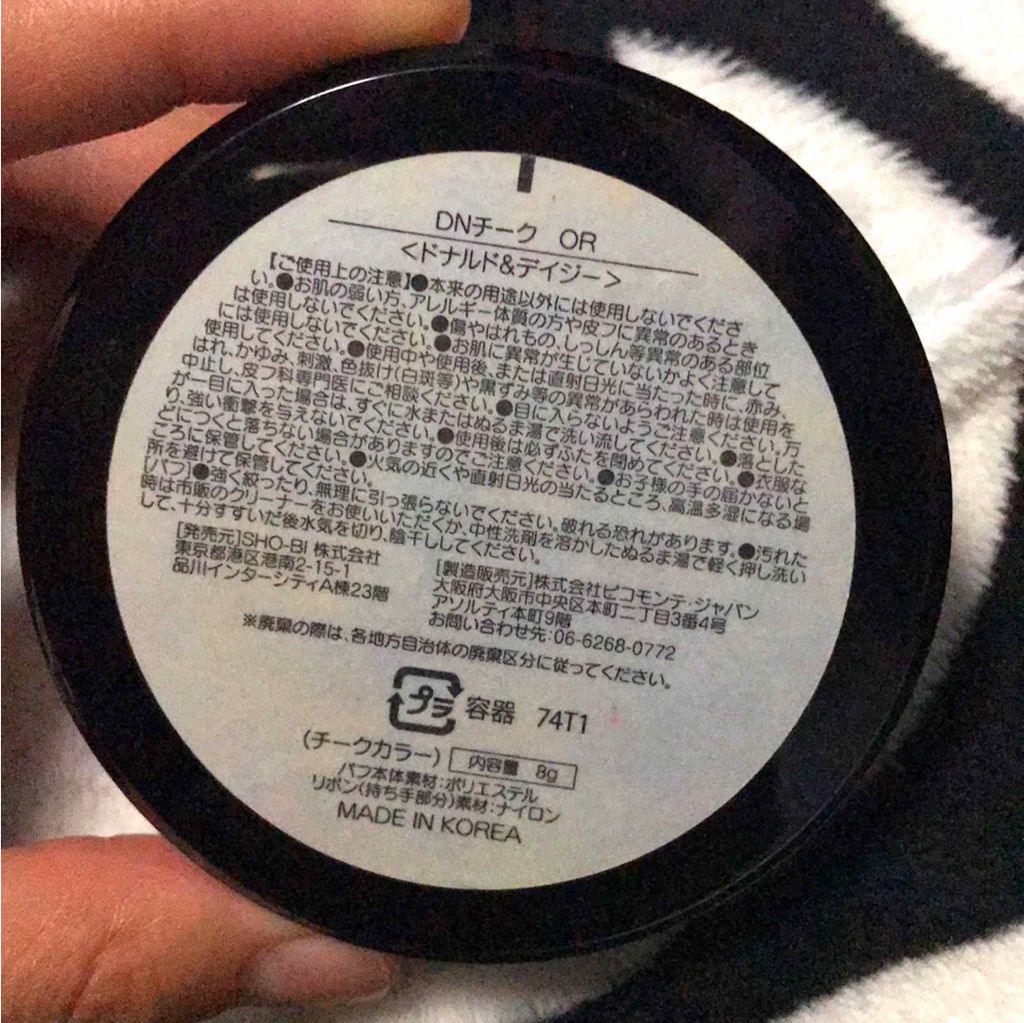 DNチーク OR
<ドナルド&デイジー>
【ご使用上の注意】●本来の用途以外には使用しないでくださ
い。●お肌の弱い方、アレルギー体質の方や皮フに異常のあるとき
は使用しないでください。●傷やはれもの、しっしん等異常のある部位
には使用しないでください。●お肌に異常が生じていないかよく注意して
使用してください。●使用中や使用後、または直射日光に当たった時に、赤み、
はれ、かゆみ、刺激、色抜け(白斑等)や黒ずみ等の異常があらわれた時は使用を
中止し、皮フ科専門医にご相談ください。●目に入らないようご注意ください。万
が一目に入った場合は、すぐに水またはぬるま湯で洗い流してください。●落とした
り、強い衝撃を与えないでください。●使用後は必ずふたを閉めてください。●衣服な
どにつくと落ちない場合がありますのでご注意ください。●お子様の手の届かないと
ころに保管してください。●火気の近くや直射日光の当たるところ、高温多湿になる場
所を避けて保管してください。
[パフ]●強く絞ったり、無理に引っ張らないでください。破れる恐れがあります。●汚れた
時は市販のクリーナーをお使いいただくか、中性洗剤を溶かしたぬるま湯で軽く押し洗い
して、十分すすいだ後水気を切り、陰干ししてください。
[発売元]SHO-BI 株式会社
東京都港区港南2-15-1
品川インターシティA棟23階
[製造販売元]株式会社ピコモンテ・ジャパン
大阪府大阪市中央区本町二丁目3番4号
アソルティ本町9階
お問い合わせ先:06-6268-0772
※廃棄の際は、各地方自治体の廃棄区分に従ってください。
プラ 容器 74T1
(チークカラー) 内容量 8g
パフ本体素材:ポリエステル
リボン(持ち手部分)素材:ナイロン
MADE IN KOREA